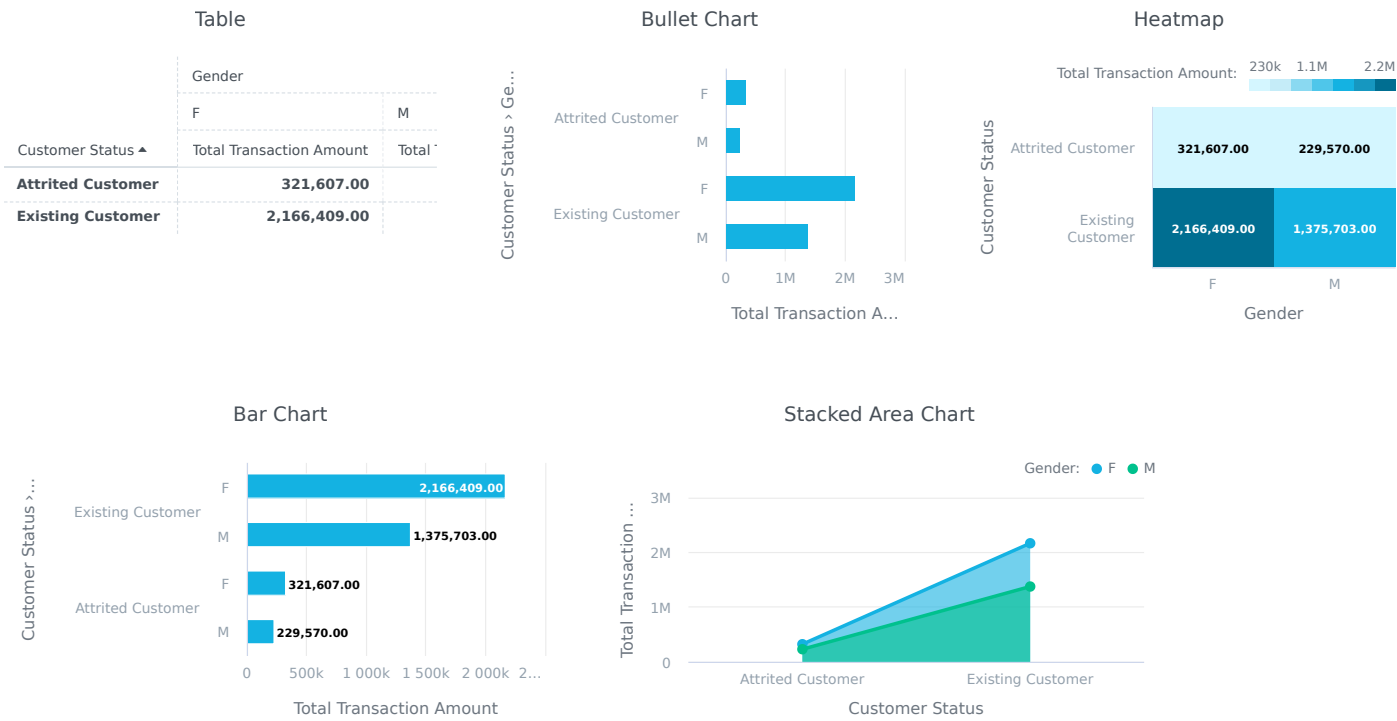 Table
Gender
F
M
Customer Status
Total Transaction Amount
Total
Attrited Customer
321,607.00
Existing Customer
2,166,409.00
Bullet Chart
Customer Status › Ge...
Attrited Customer
F
M
Existing Customer
F
M
0 1M 2M 3M
Total Transaction A...
Heatmap
Total Transaction Amount:
230k 1.1M 2.2M
Customer Status
Attrited Customer
321,607.00 229,570.00
Existing
Customer
2,166,409.00 1,375,703.00
F M
Gender
Bar Chart
Customer Status ›...
Existing Customer
F 2,166,409.00
M 1,375,703.00
Attrited Customer
F 321,607.00
M 229,570.00
0 500k 1 000k 1 500k 2 000k 2...
Total Transaction Amount
Stacked Area Chart
Gender: F M
Total Transaction ...
3M
2M
1M
0
Attrited Customer Existing Customer
Customer Status